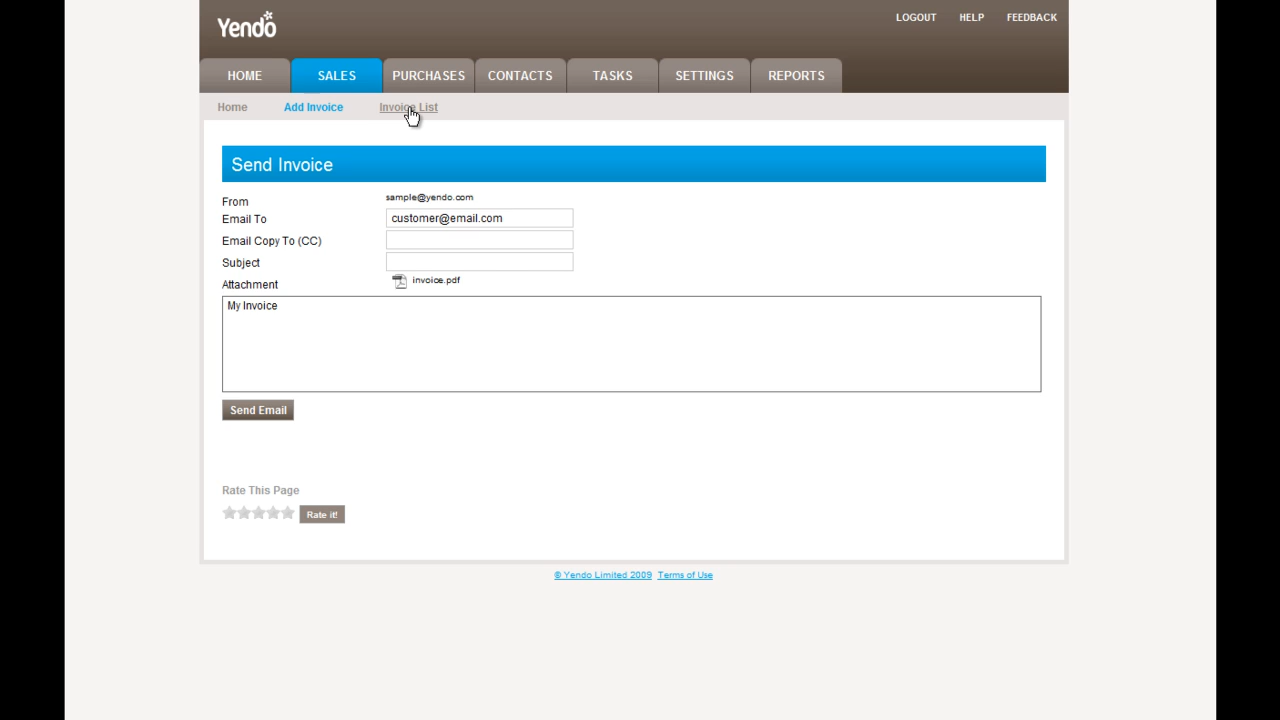 Yendo
LOGOUT HELP FEEDBACK
HOME SALES PURCHASES CONTACTS TASKS SETTINGS REPORTS
Home Add Invoice Invoice List
Send Invoice
From sample@yendo.com
Email To customer@email.com
Email Copy To (CC)
Subject
Attachment invoice.pdf
My Invoice
Send Email
Rate This Page
Rate it!
© Yendo Limited 2009 Terms of Use